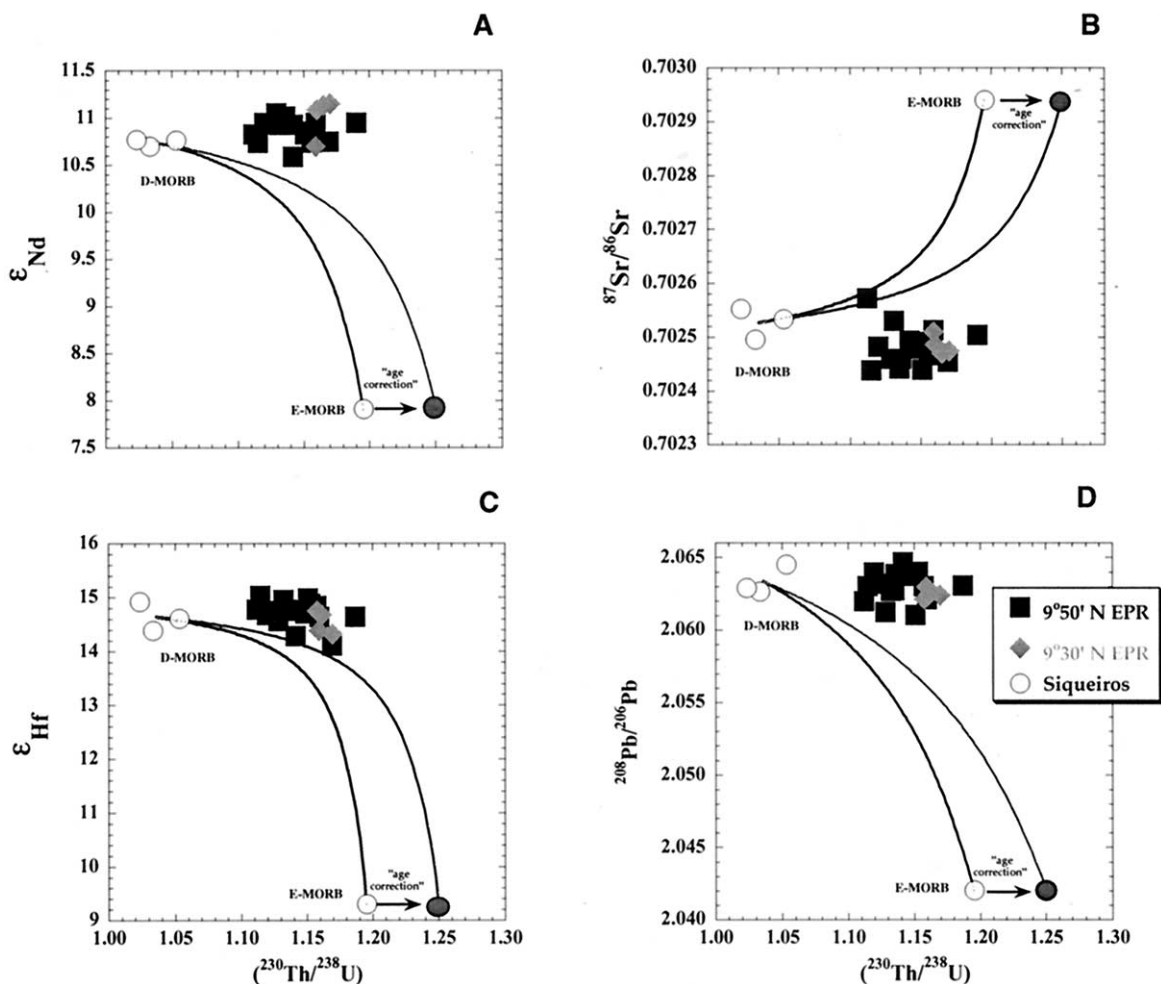 A
11.5
11
10.5
10
9.5
9
8.5
8
7.5
εNd
D-MORB
E-MORB
"age
correction"
B
0.7030
0.7029
0.7028
0.7027
0.7026
0.7025
0.7024
0.7023
87Sr/86Sr
E-MORB
"age
correction"
D-MORB
C
16
15
14
13
12
11
10
9
εHf
D-MORB
E-MORB
"age
correction"
1.00 1.05 1.10 1.15 1.20 1.25 1.30
(230Th/238U)
D
2.065
2.060
2.055
2.050
2.045
2.040
208Pb/206Pb
D-MORB
E-MORB
"age
correction"
1.00 1.05 1.10 1.15 1.20 1.25 1.30
(230Th/238U)
9°50' N EPR
9°30' N EPR
Siqueiros